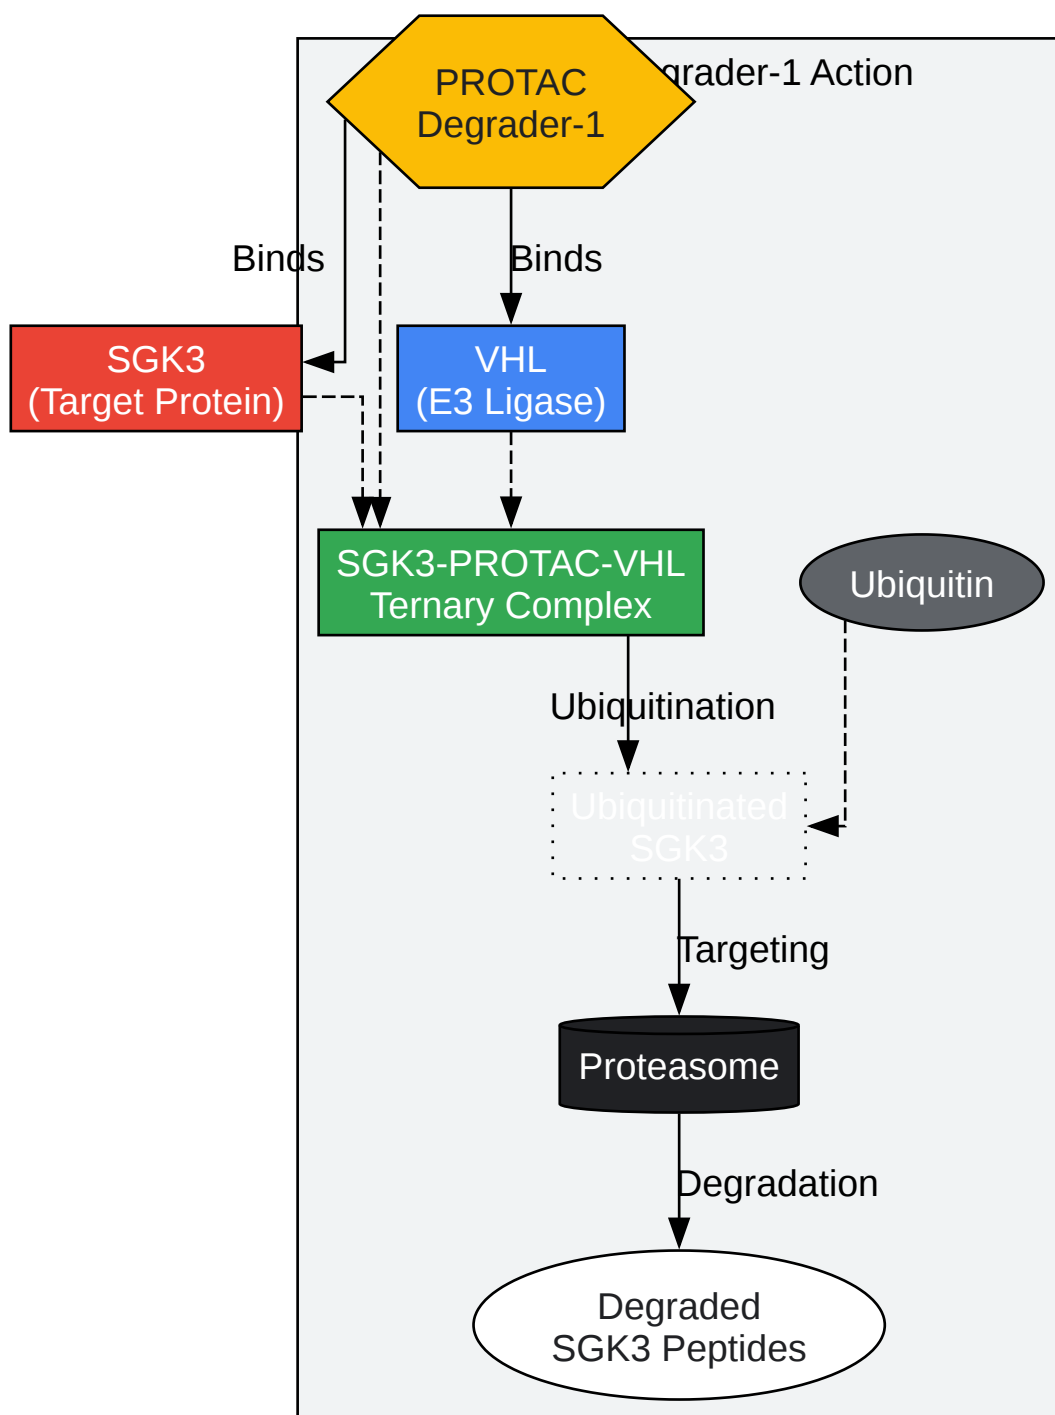 PROTAC
Degrader-1
grader-1 Action
Binds
Binds
SGK3
(Target Protein)
VHL
(E3 Ligase)
SGK3-PROTAC-VHL
Ternary Complex
Ubiquitin
Ubiquitination
Ubiquitinated
SGK3
Targeting
Proteasome
Degradation
Degraded
SGK3 Peptides